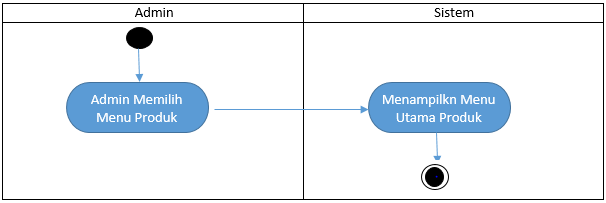 Admin
Sistem
Admin Memilih
Menu Produk
Menampilkn Menu
Utama Produk